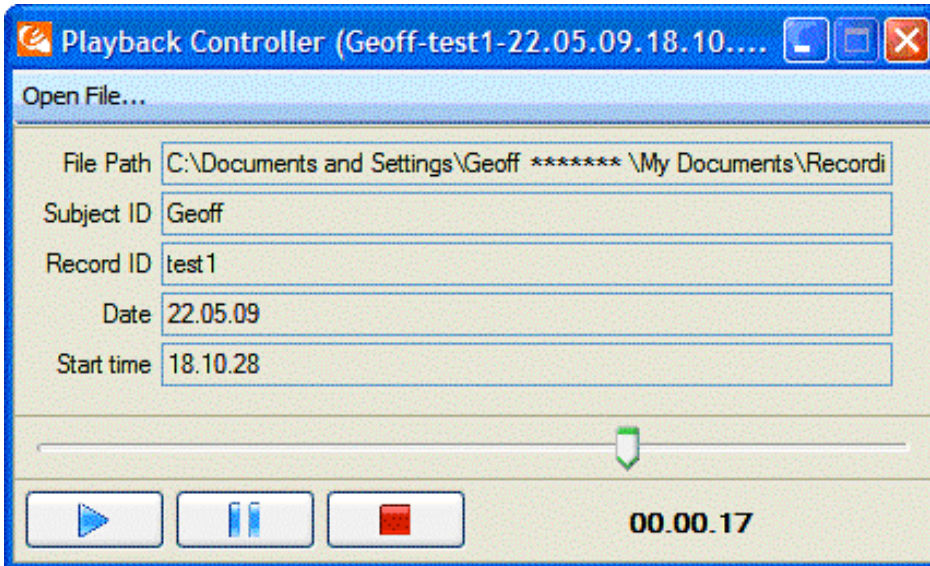 Playback Controller (Geoff-test1-22.05.09.18.10....
Open File...
File Path C:\Documents and Settings\Geoff ******* \My Documents\Recordi
Subject ID Geoff
Record ID test1
Date 22.05.09
Start time 18.10.28
00.00.17